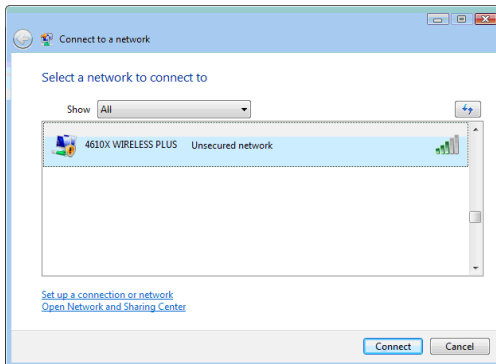 Connect to a network
Select a network to connect to
Show All
4610X WIRELESS PLUS Unsecured network
Set up a connection or network
Open Network and Sharing Center
Connect Cancel